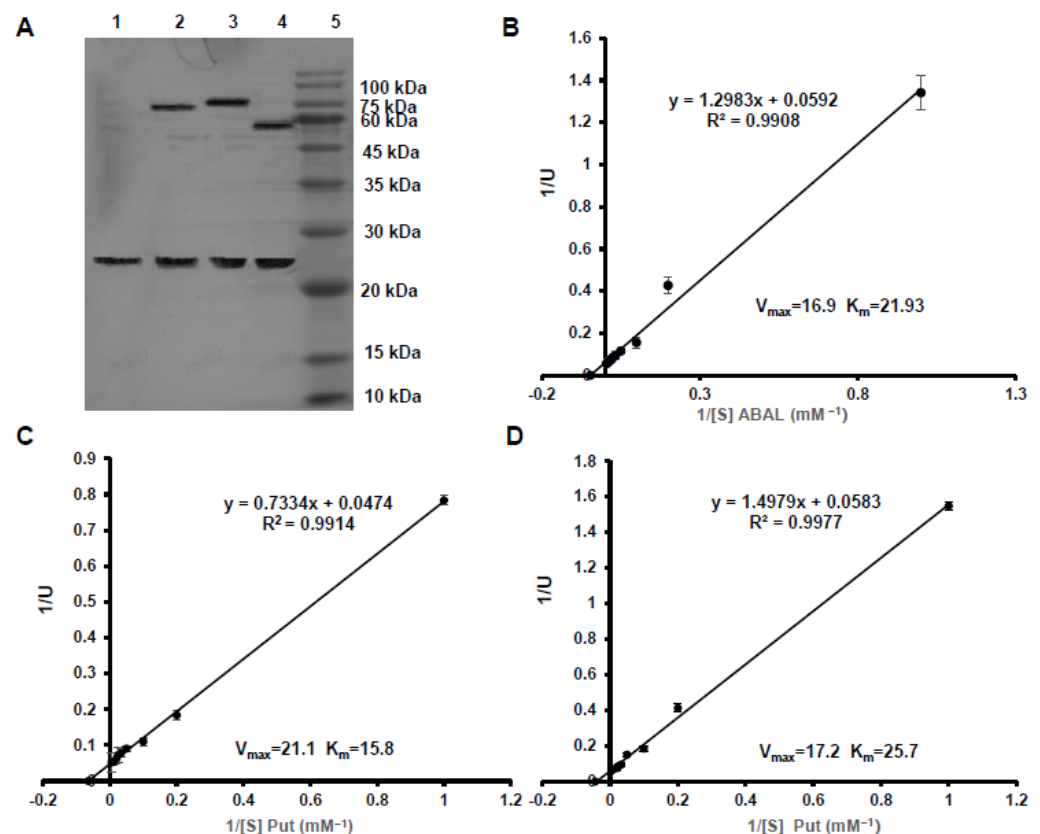 A
1 2 3 4 5
100 kDa
75 kDa
60 kDa
45 kDa
35 kDa
30 kDa
20 kDa
15 kDa
10 kDa
B
1.6
1.4
1.2
1
0.8
0.6
0.4
0.2
0
-0.2 0.3 0.8 1.3
1/U
y = 1.2983x + 0.0592
R² = 0.9908
Vmax=16.9 Km=21.93
1/[S] ABAL (mM⁻¹)
C
0.9
0.8
0.7
0.6
0.5
0.4
0.3
0.2
0.1
0
-0.2 0 0.2 0.4 0.6 0.8 1 1.2
1/U
y = 0.7334x + 0.0474
R² = 0.9914
Vmax=21.1 Km=15.8
1/[S] Put (mM⁻¹)
D
1.8
1.6
1.4
1.2
1.0
0.8
0.6
0.4
0.2
0
-0.2 0 0.2 0.4 0.6 0.8 1 1.2
1/U
y = 1.4979x + 0.0583
R² = 0.9977
Vmax=17.2 Km=25.7
1/[S] Put (mM⁻¹)